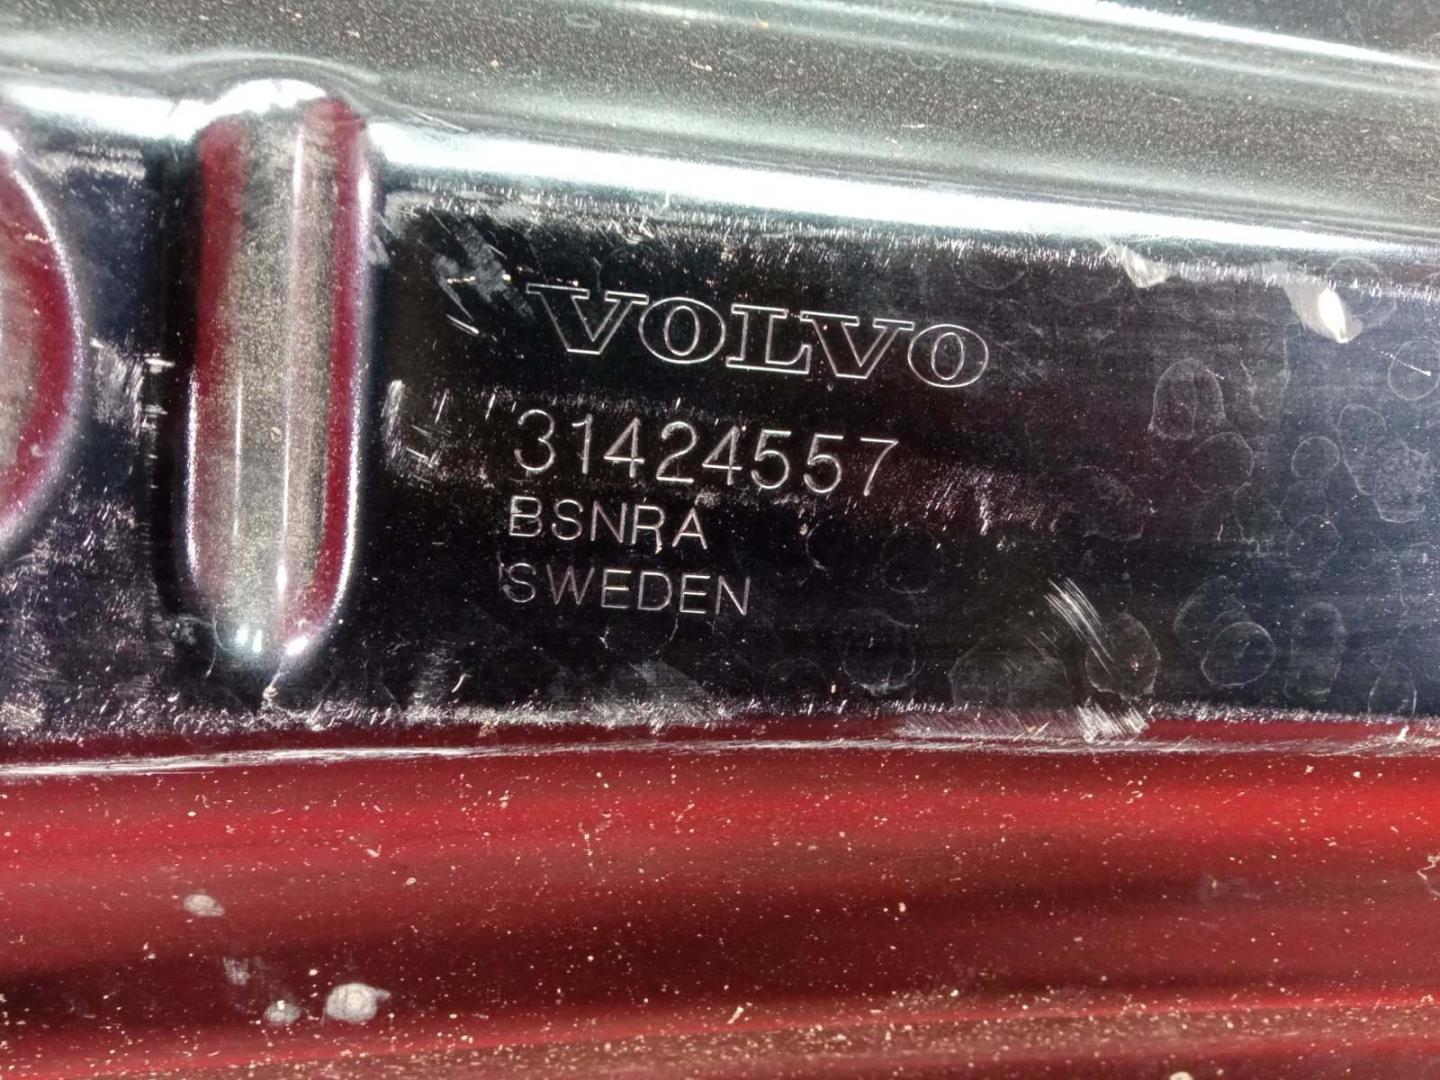 VOLVO
31424557
BSNRA
SWEDEN